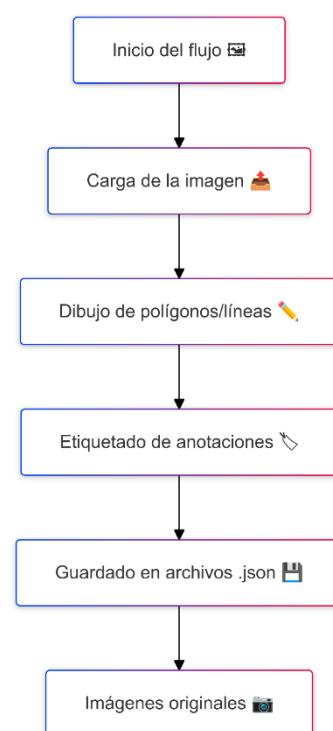 Inicio del flujo 🖼
Carga de la imagen 📤
Dibujo de polígonos/líneas ✏️
Etiquetado de anotaciones 🏷
Guardado en archivos .json 💾
Imágenes originales 📷